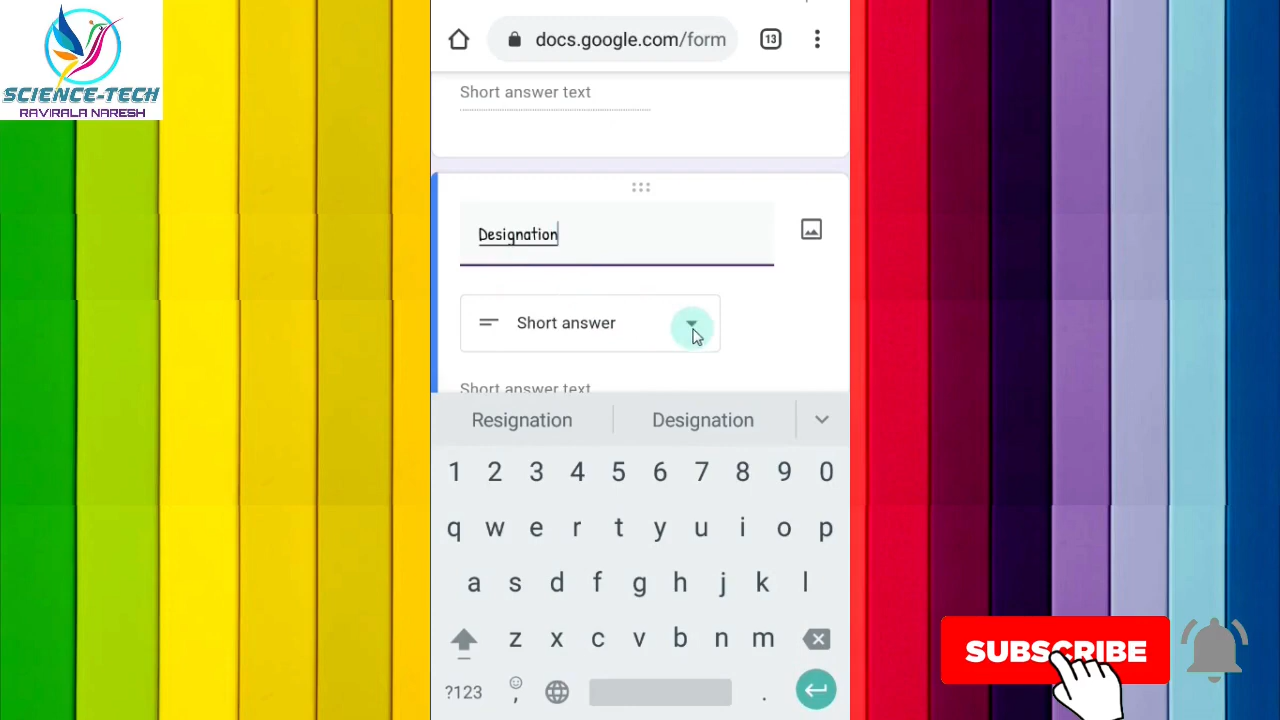 SCIENCE-TECH
RAVIRALA NARESH
docs.google.com/form
13
Short answer text
Designation
Short answer
Short answer text
Resignation Designation
1 2 3 4 5 6 7 8 9 0
q w e r t y u i o p
a s d f g h j k l
z x c v b n m
?123 , .
SUBSCRIBE